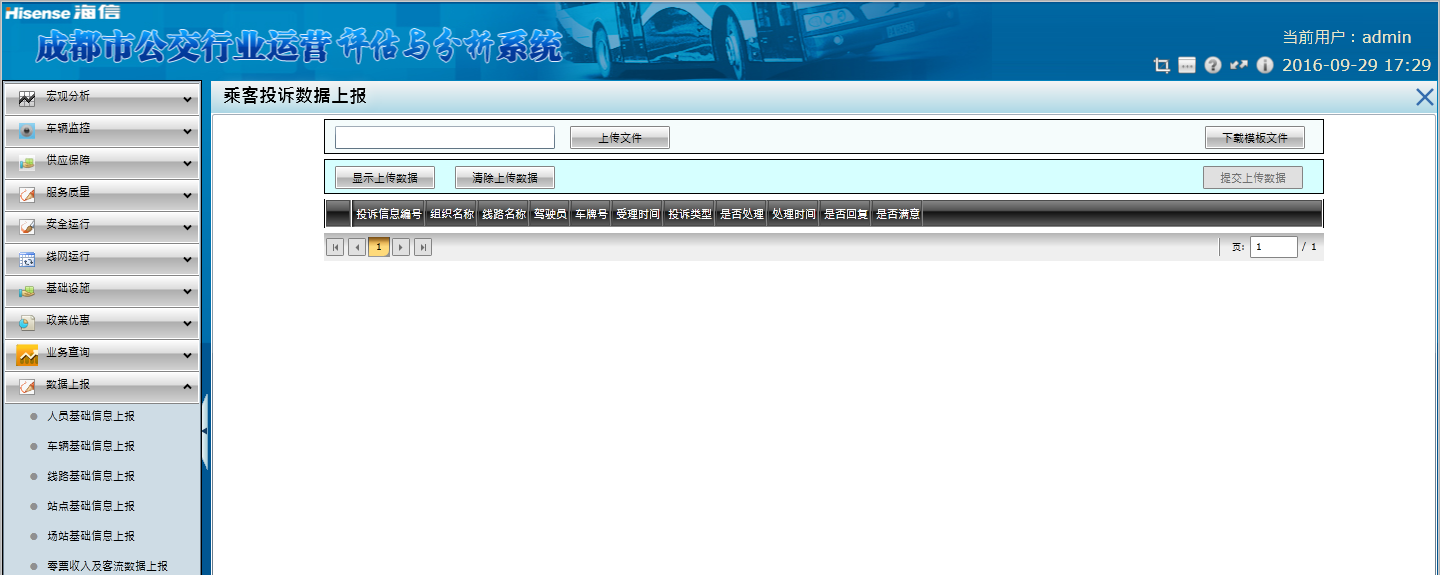 Hisense 海信
成都市公交行业运营评估与分析系统
当前用户：admin
2016-09-29 17:29
宏观分析
车辆监控
供应保障
服务质量
安全运行
线网运行
基础设施
政策优惠
业务查询
数据上报
人员基础信息上报
车辆基础信息上报
线路基础信息上报
站点基础信息上报
场站基础信息上报
零票收入及客流数据上报
乘客投诉数据上报
上传文件 下载模板文件
显示上传数据 清除上传数据 提交上传数据
投诉信息编号 组织名称 线路名称 驾驶员 车牌号 受理时间 投诉类型 是否处理 处理时间 是否回复 是否满意
1 页: 1 / 1